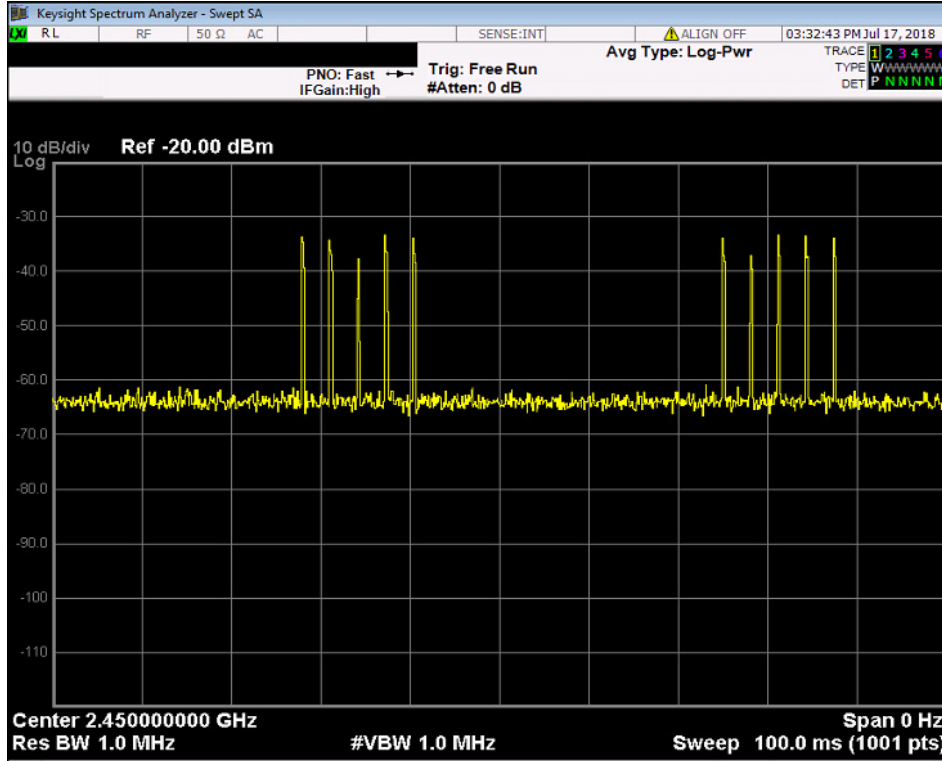 Keysight Spectrum Analyzer - Swept SA
LXI RL RF 50 Ω AC SENSE:INT ALIGN OFF 03:32:43 PM Jul 17, 2018
PNO: Fast
IFGain:High
Trig: Free Run
#Atten: 0 dB
Avg Type: Log-Pwr
TRACE 1 2 3 4 5
TYPE WWWWWW
DET P N N N N
10 dB/div Ref -20.00 dBm
Log
-30.0
-40.0
-50.0
-60.0
-70.0
-80.0
-90.0
-100
-110
Center 2.450000000 GHz Span 0 Hz
Res BW 1.0 MHz #VBW 1.0 MHz Sweep 100.0 ms (1001 pts)